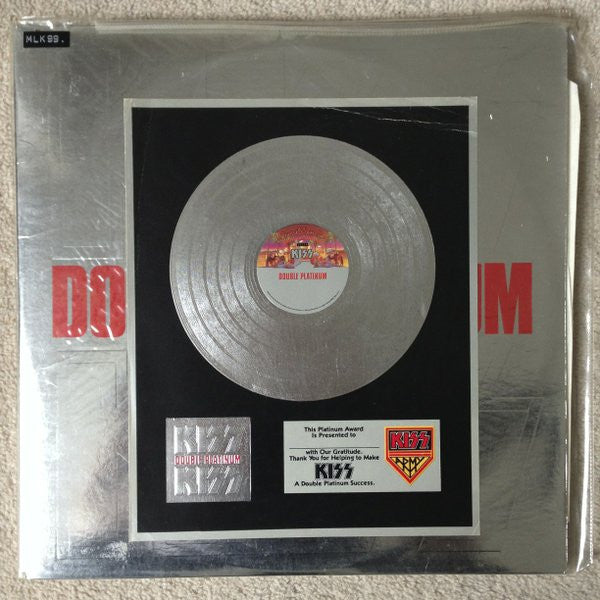 MLK99.
DO UM
KISS
DOUBLE PLATINUM
KISS
DOUBLE PLATINUM
KISS
This Platinum Award
is Presented to
with Our Gratitude.
Thank You for Helping to Make
KISS
A Double Platinum Success.
KISS
ARMY